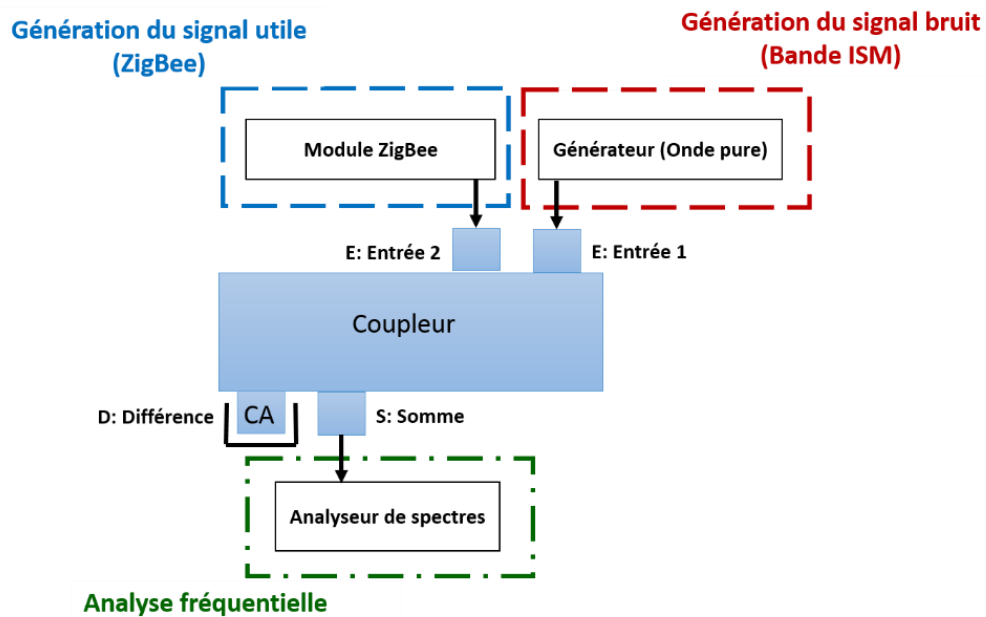 Génération du signal utile
(ZigBee)
Génération du signal bruit
(Bande ISM)
Module ZigBee
Générateur (Onde pure)
E: Entrée 2
E: Entrée 1
Coupleur
D: Différence
CA
S: Somme
Analyseur de spectres
Analyse fréquentielle